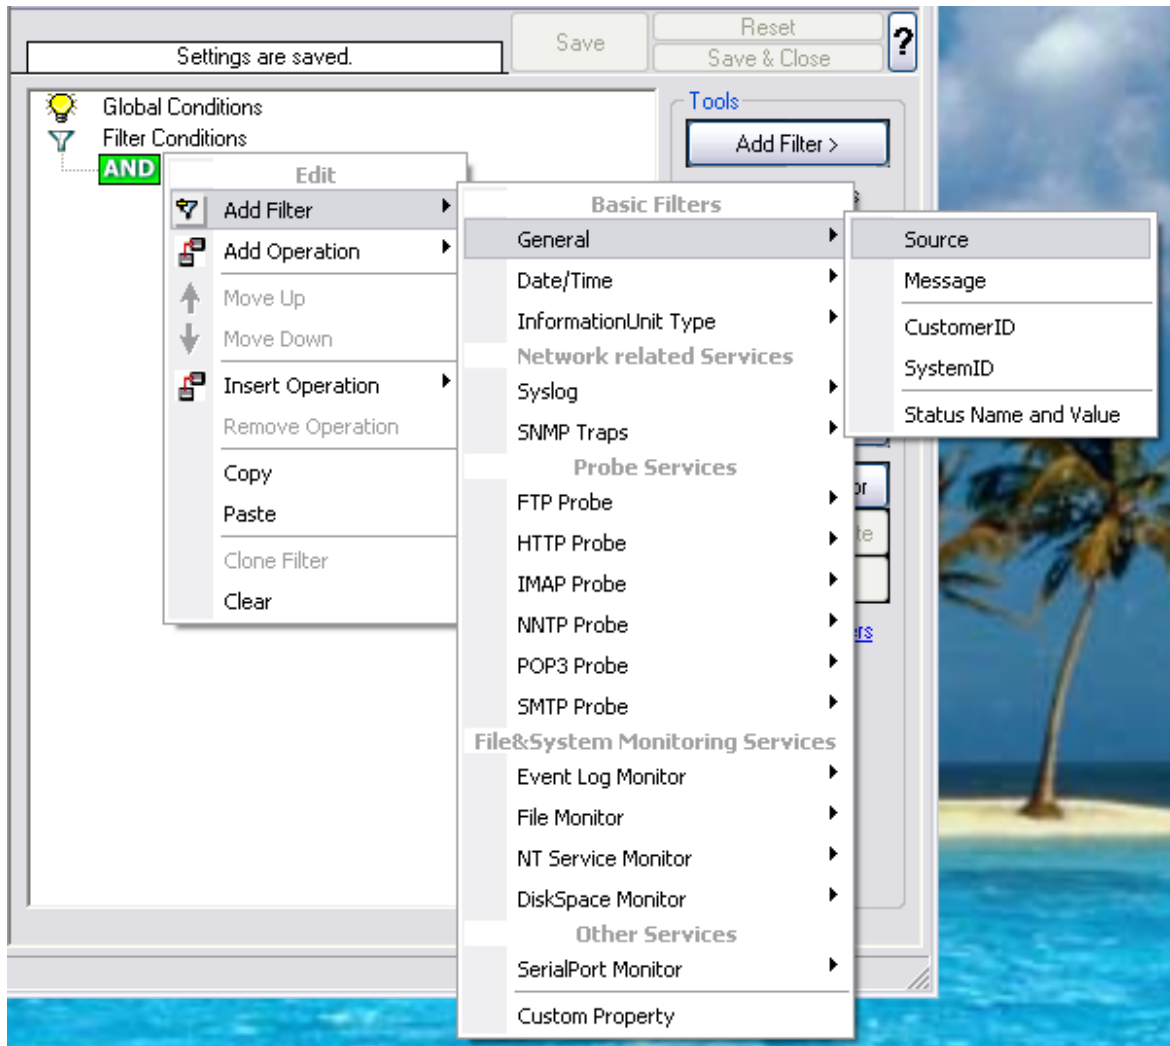 Save
Reset
Save & Close
?
Settings are saved.
Global Conditions
Filter Conditions
AND
Tools
Add Filter >
Edit
Add Filter
Add Operation
Move Up
Move Down
Insert Operation
Remove Operation
Copy
Paste
Clone Filter
Clear
Basic Filters
General
Date/Time
InformationUnit Type
Network related Services
Syslog
SNMP Traps
Probe Services
FTP Probe
HTTP Probe
IMAP Probe
NNTP Probe
POP3 Probe
SMTP Probe
File&System Monitoring Services
Event Log Monitor
File Monitor
NT Service Monitor
DiskSpace Monitor
Other Services
SerialPort Monitor
Custom Property
Source
Message
CustomerID
SystemID
Status Name and Value